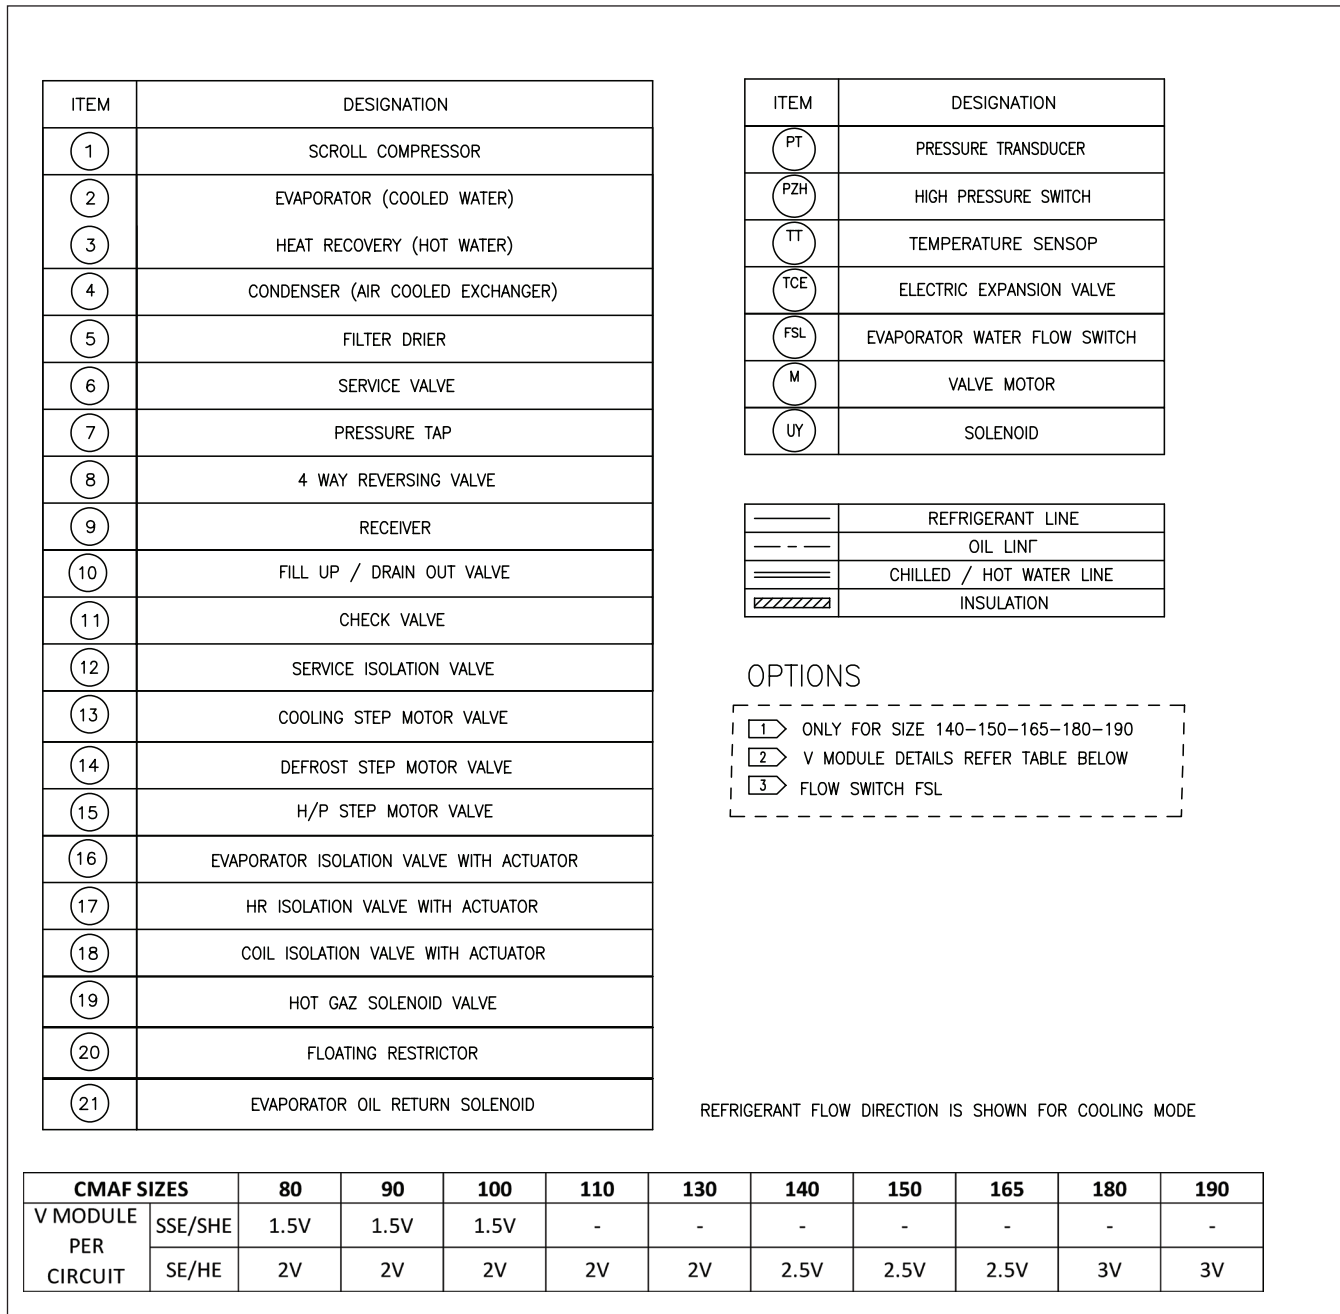 ITEM DESIGNATION
1 SCROLL COMPRESSOR
2 EVAPORATOR (COOLED WATER)
3 HEAT RECOVERY (HOT WATER)
4 CONDENSER (AIR COOLED EXCHANGER)
5 FILTER DRIER
6 SERVICE VALVE
7 PRESSURE TAP
8 4 WAY REVERSING VALVE
9 RECEIVER
10 FILL UP / DRAIN OUT VALVE
11 CHECK VALVE
12 SERVICE ISOLATION VALVE
13 COOLING STEP MOTOR VALVE
14 DEFROST STEP MOTOR VALVE
15 H/P STEP MOTOR VALVE
16 EVAPORATOR ISOLATION VALVE WITH ACTUATOR
17 HR ISOLATION VALVE WITH ACTUATOR
18 COIL ISOLATION VALVE WITH ACTUATOR
19 HOT GAZ SOLENOID VALVE
20 FLOATING RESTRICTOR
21 EVAPORATOR OIL RETURN SOLENOID
ITEM DESIGNATION
PT PRESSURE TRANSDUCER
PZH HIGH PRESSURE SWITCH
TT TEMPERATURE SENSOP
TCE ELECTRIC EXPANSION VALVE
FSL EVAPORATOR WATER FLOW SWITCH
M VALVE MOTOR
UY SOLENOID
REFRIGERANT LINE
OIL LINE
CHILLED / HOT WATER LINE
INSULATION
OPTIONS
1 ONLY FOR SIZE 140-150-165-180-190
2 V MODULE DETAILS REFER TABLE BELOW
3 FLOW SWITCH FSL
REFRIGERANT FLOW DIRECTION IS SHOWN FOR COOLING MODE
CMAF SIZES 80 90 100 110 130 140 150 165 180 190
V MODULE PER CIRCUIT
SSE/SHE 1.5V 1.5V 1.5V - - - - - - -
SE/HE 2V 2V 2V 2V 2V 2.5V 2.5V 2.5V 3V 3V